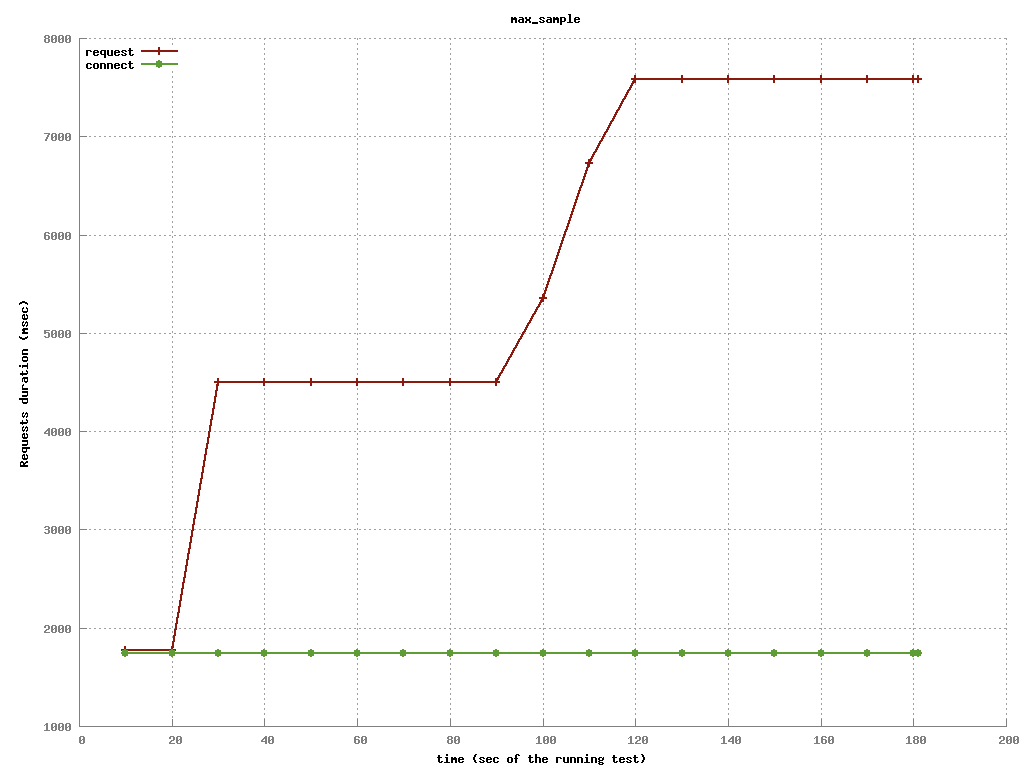 max_sample
request
connect
8000
7000
6000
5000
4000
3000
2000
1000
Requests duration (msec)
0 20 40 60 80 100 120 140 160 180 200
time (sec of the running test)